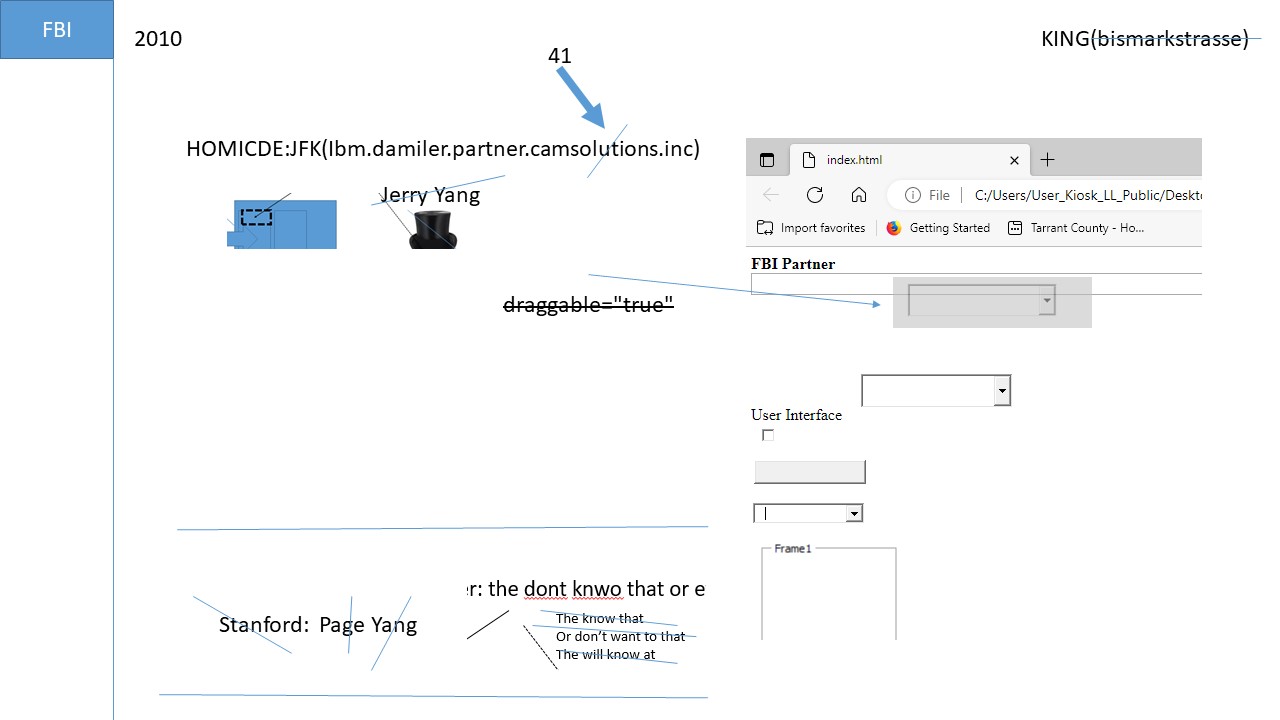 FBI
2010
KING(bismarkstrasse)
41
HOMICDE:JFK(Ibm.damiler.partner.camsolutions.inc)
Jerry Yang
index.html
File C:/Users/User_Kiosk_LL_Public/Deskt
Import favorites Getting Started Tarrant County - Ho...
FBI Partner
draggable="true"
User Interface
Frame1
r: the dont knwo that or e
Stanford: Page Yang
The know that
Or don't want to that
The will know at